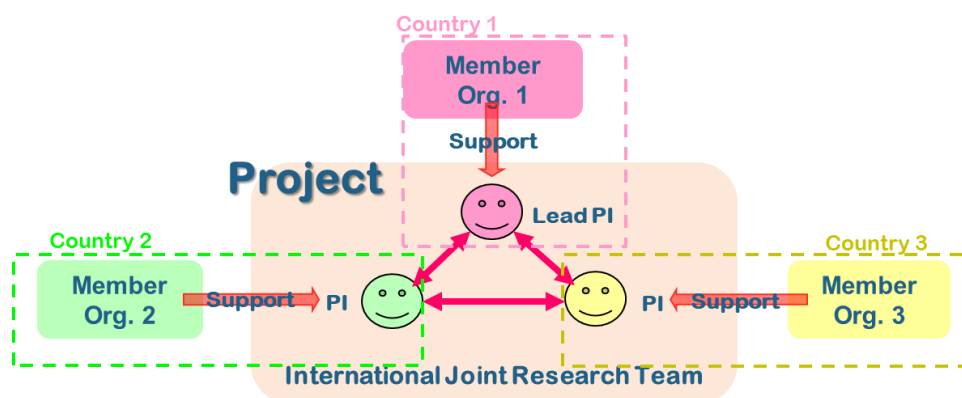 Country 1
Member
Org. 1
Support
Project
Lead PI
Country 2
Country 3
Member
Org. 2
Support
PI
PI
Support
Member
Org. 3
International Joint Research Team